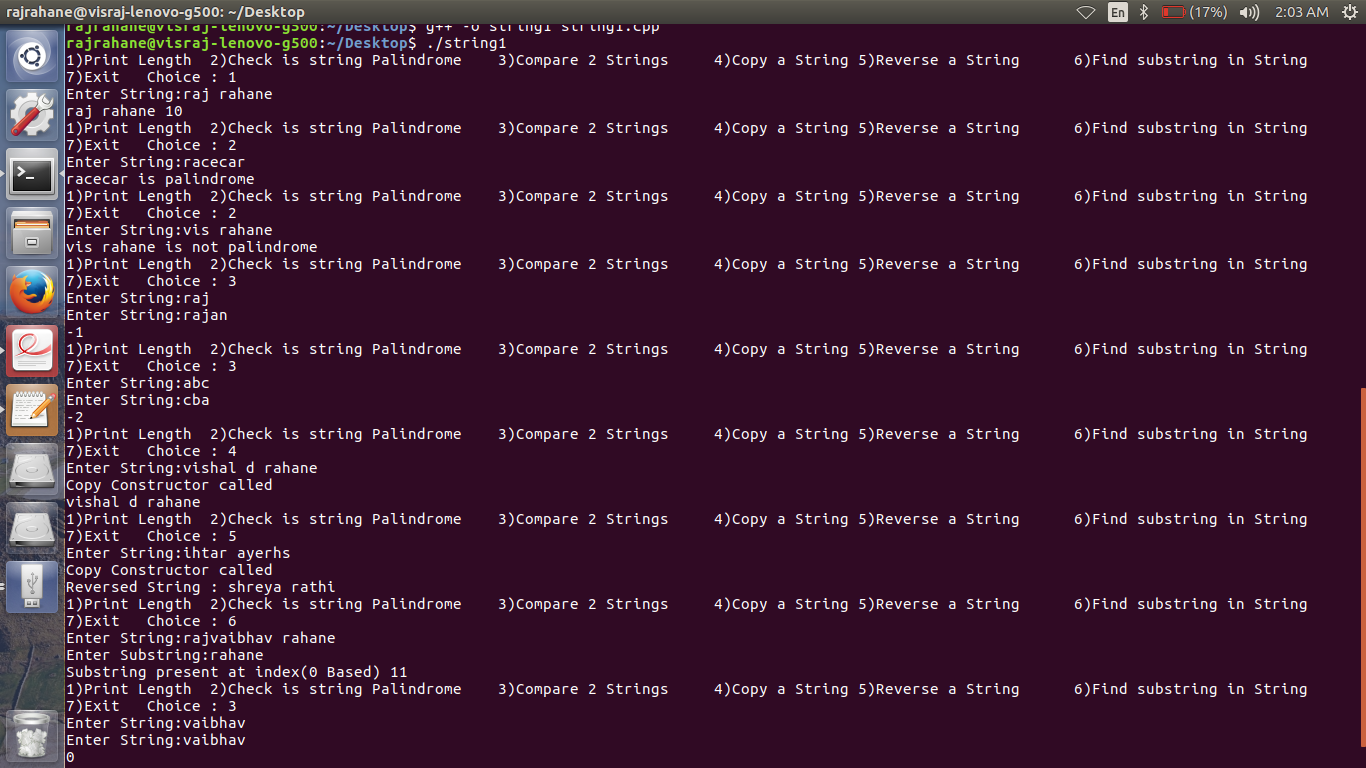 rajrahane@visraj-lenovo-g500: ~/Desktop
En (17%) 2:03 AM
rajrahane@visraj-lenovo-g500:~/Desktop$ g++ -o string1 string1.cpp
rajrahane@visraj-lenovo-g500:~/Desktop$ ./string1
1)Print Length  2)Check is string Palindrome    3)Compare 2 Strings     4)Copy a String 5)Reverse a String      6)Find substring in String
7)Exit   Choice : 1
Enter String:raj rahane
raj rahane 10
1)Print Length  2)Check is string Palindrome    3)Compare 2 Strings     4)Copy a String 5)Reverse a String      6)Find substring in String
7)Exit   Choice : 2
Enter String:racecar
racecar is palindrome
1)Print Length  2)Check is string Palindrome    3)Compare 2 Strings     4)Copy a String 5)Reverse a String      6)Find substring in String
7)Exit   Choice : 2
Enter String:vis rahane
vis rahane is not palindrome
1)Print Length  2)Check is string Palindrome    3)Compare 2 Strings     4)Copy a String 5)Reverse a String      6)Find substring in String
7)Exit   Choice : 3
Enter String:raj
Enter String:rajan
-1
1)Print Length  2)Check is string Palindrome    3)Compare 2 Strings     4)Copy a String 5)Reverse a String      6)Find substring in String
7)Exit   Choice : 3
Enter String:abc
Enter String:cba
-2
1)Print Length  2)Check is string Palindrome    3)Compare 2 Strings     4)Copy a String 5)Reverse a String      6)Find substring in String
7)Exit   Choice : 4
Enter String:vishal d rahane
Copy Constructor called
vishal d rahane
1)Print Length  2)Check is string Palindrome    3)Compare 2 Strings     4)Copy a String 5)Reverse a String      6)Find substring in String
7)Exit   Choice : 5
Enter String:ihtar ayerhs
Copy Constructor called
Reversed String : shreya rathi
1)Print Length  2)Check is string Palindrome    3)Compare 2 Strings     4)Copy a String 5)Reverse a String      6)Find substring in String
7)Exit   Choice : 6
Enter String:rajvaibhav rahane
Enter Substring:rahane
Substring present at index(0 Based) 11
1)Print Length  2)Check is string Palindrome    3)Compare 2 Strings     4)Copy a String 5)Reverse a String      6)Find substring in String
7)Exit   Choice : 3
Enter String:vaibhav
Enter String:vaibhav
0